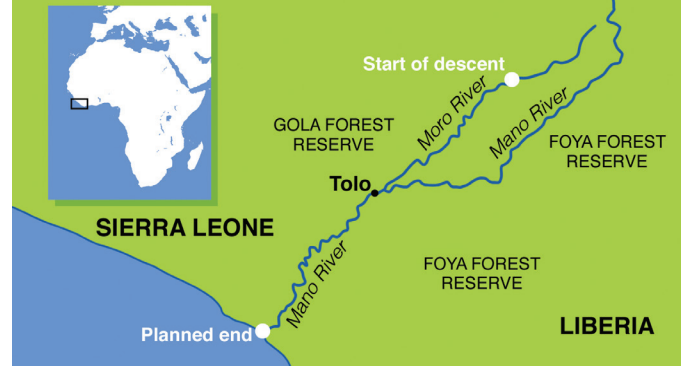 Start of descent
Moro River
Mano River
GOLA FOREST
RESERVE
FOYA FOREST
RESERVE
Tolo
SIERRA LEONE
Mano River
FOYA FOREST
RESERVE
Planned end
LIBERIA